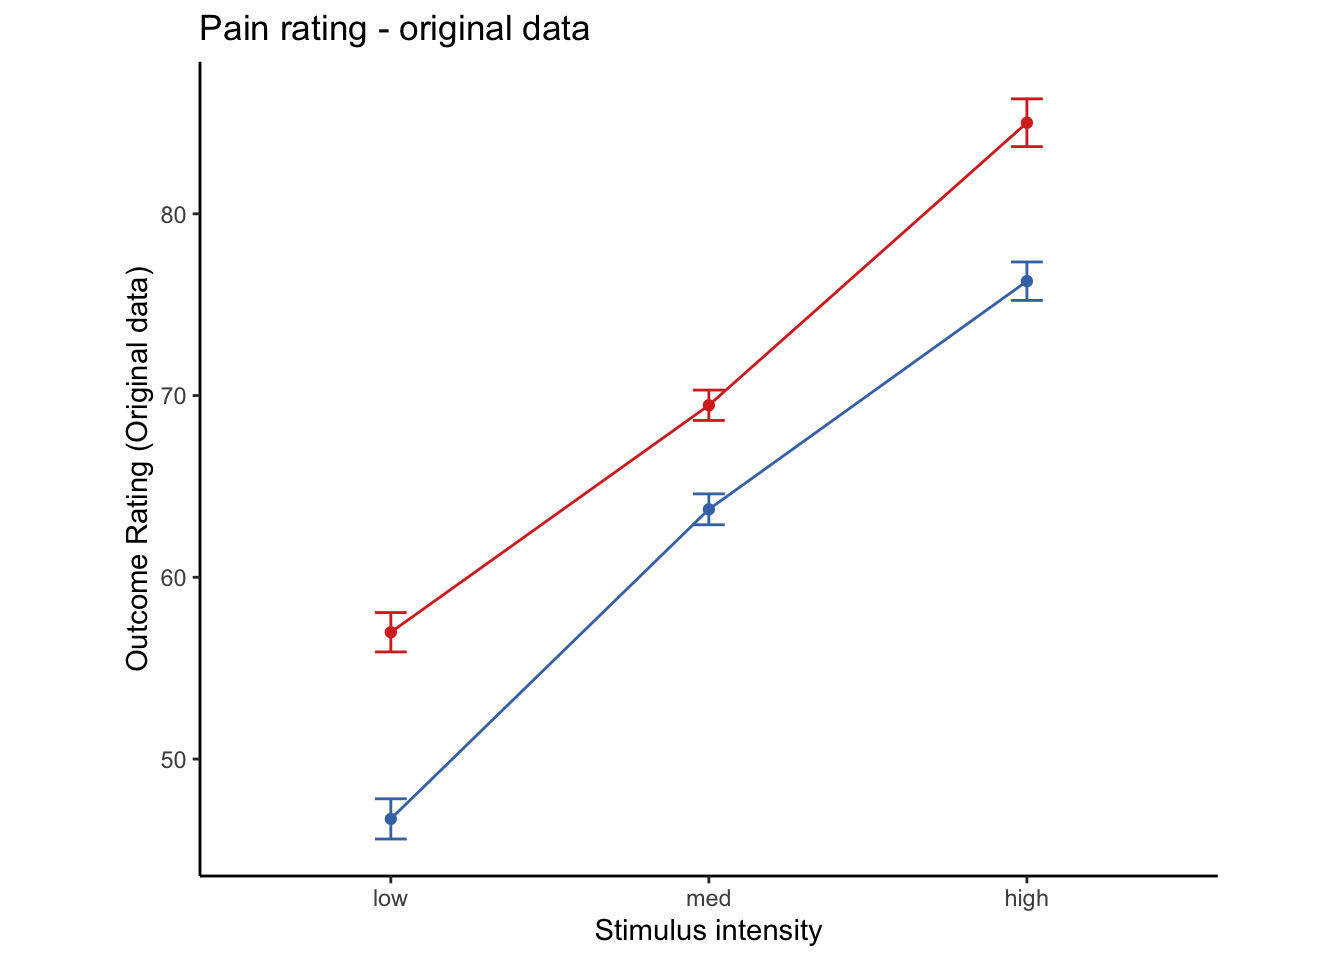 Pain rating - original data
Outcome Rating (Original data)
80
70
60
50
low med high
Stimulus intensity